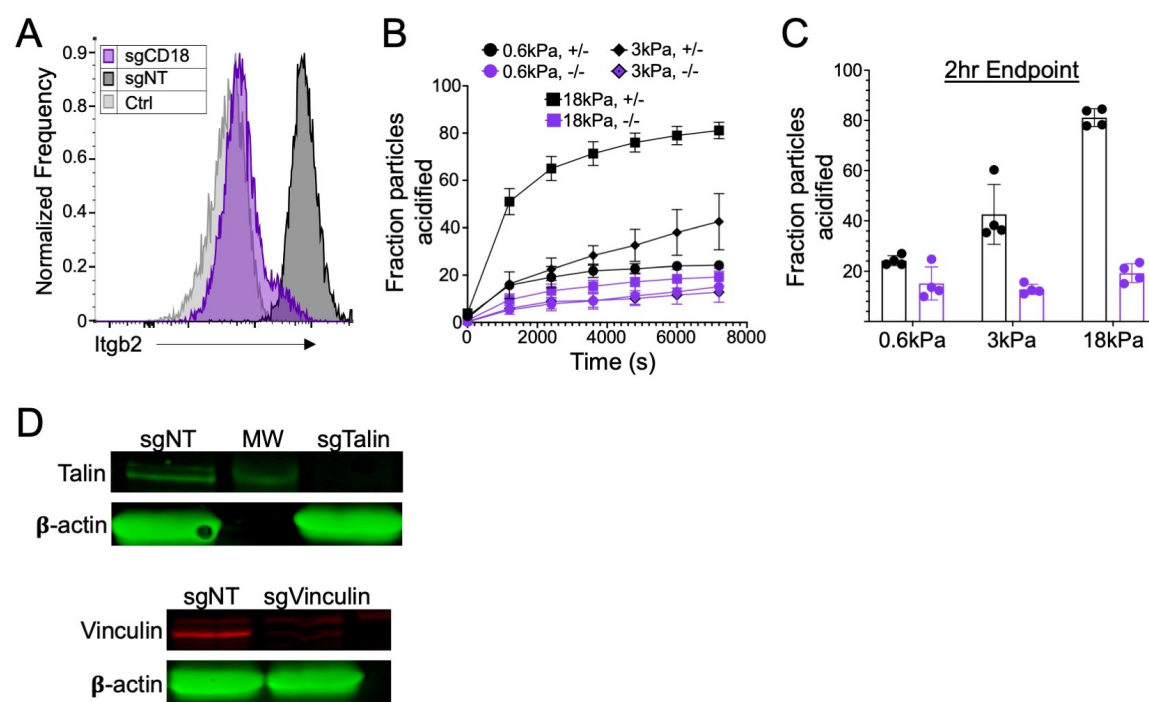 A
0.9
0.8
0.6
0.4
0.2
0
Normalized Frequency
sgCD18
sgNT
Ctrl
Itgb2
B
0.6kPa, +/-
3kPa, +/-
0.6kPa, -/-
3kPa, -/-
18kPa, +/-
18kPa, -/-
100
80
60
40
20
0
Fraction particles
acidified
0 2000 4000 6000 8000
Time (s)
C
2hr Endpoint
100
80
60
40
20
Fraction particles
acidified
0.6kPa 3kPa 18kPa
D
sgNT MW sgTalin
Talin
β-actin
sgNT sgVinculin
Vinculin
β-actin